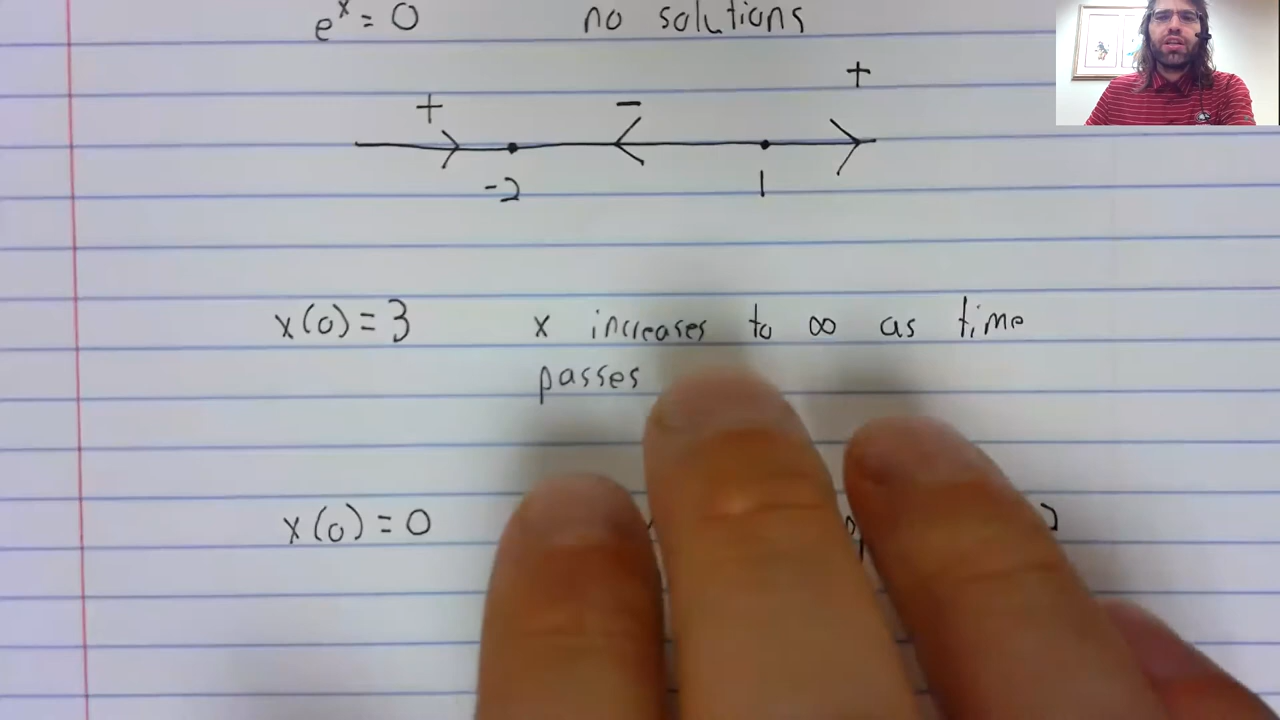 e^x = 0 no solutions
+ − +
-2 1
x(0) = 3 x increases to ∞ as time
passes
x(0) = 0